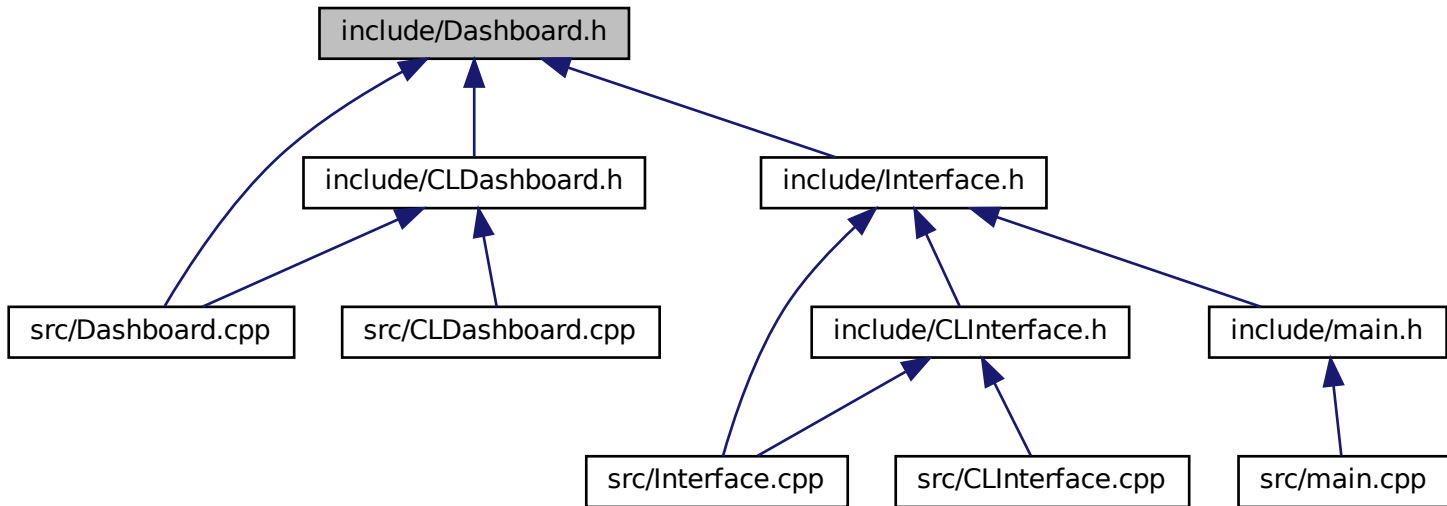 include/Dashboard.h
include/CLDashboard.h
include/Interface.h
src/Dashboard.cpp
src/CLDashboard.cpp
include/CLInterface.h
include/main.h
src/Interface.cpp
src/CLInterface.cpp
src/main.cpp